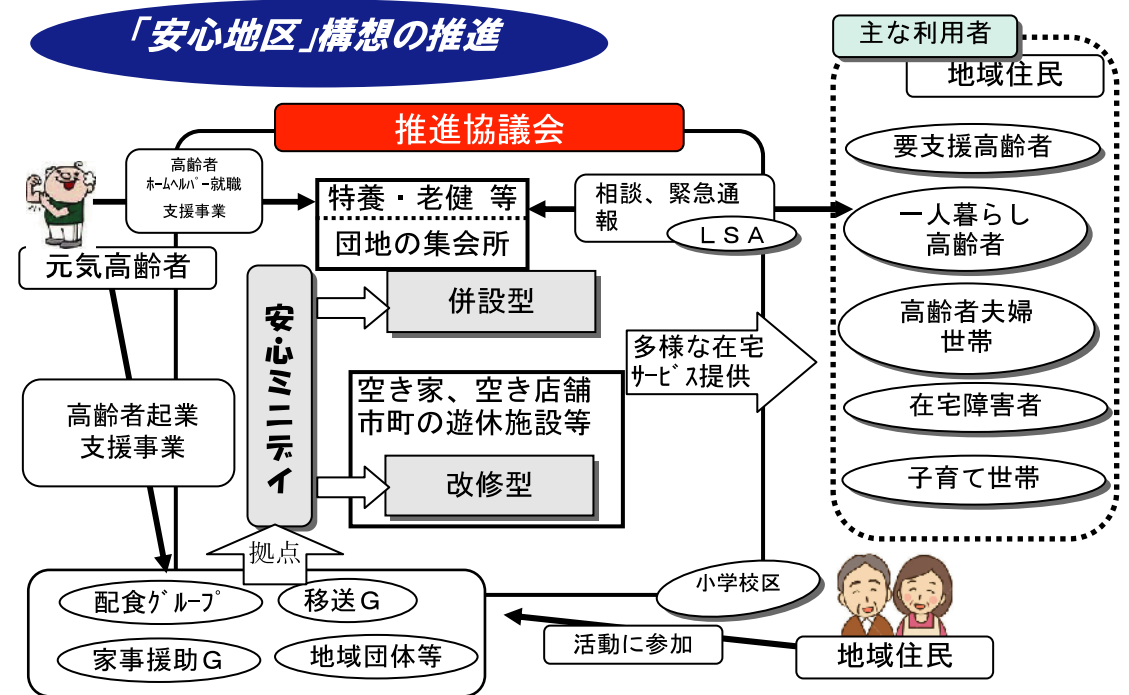 「安心地区」構想の推進
主な利用者
地域住民
推進協議会
高齢者
ﾎｰﾑﾍﾙﾊﾟｰ就職
支援事業
特養・老健 等
団地の集会所
相談、緊急通
報
ＬＳＡ
要支援高齢者
一人暮らし
高齢者
元気高齢者
安心ミニデイ
併設型
高齢者夫婦
世帯
多様な在宅
ｻｰﾋﾞｽ提供
空き家、空き店舗
市町の遊休施設等
改修型
高齢者起業
支援事業
在宅障害者
子育て世帯
拠点
配食ｸﾞﾙｰﾌﾟ
移送Ｇ
家事援助Ｇ
地域団体等
小学校区
活動に参加
地域住民